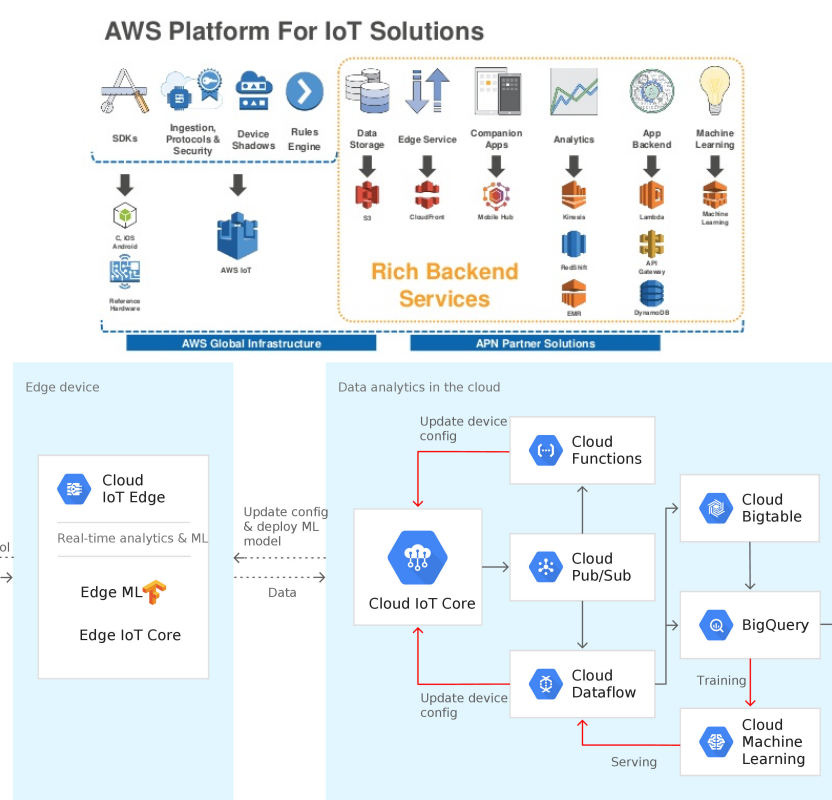 AWS Platform For IoT Solutions
SDKs
Ingestion,
Protocols &
Security
Device
Shadows
Rules
Engine
Data
Storage
Edge Service
Companion
Apps
Analytics
App
Backend
Machine
Learning
C, iOS
Android
Reference
Hardware
AWS IoT
S3
CloudFront
Mobile Hub
Kinesis
RedShift
EMR
Lambda
API
Gateway
DynamoDB
Machine
Learning
Rich Backend
Services
AWS Global Infrastructure
APN Partner Solutions
Edge device
Cloud
IoT Edge
Real-time analytics & ML
Edge ML
Edge IoT Core
ol
Update config
& deploy ML
model
Data
Data analytics in the cloud
Update device
config
Cloud
Functions
Cloud IoT Core
Cloud
Pub/Sub
Cloud
Bigtable
BigQuery
Update device
config
Cloud
Dataflow
Training
Cloud
Machine
Learning
Serving